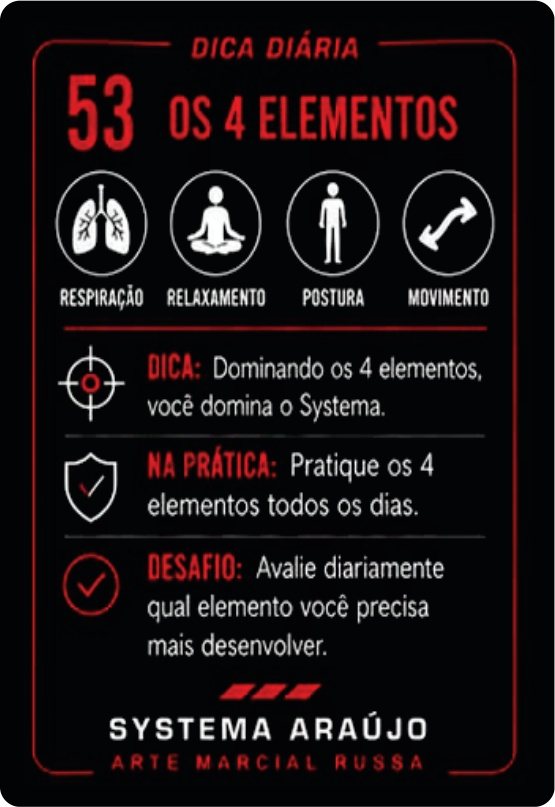 DICA DIÁRIA
53 OS 4 ELEMENTOS
RESPIRAÇÃO RELAXAMENTO POSTURA MOVIMENTO
DICA: Dominando os 4 elementos,
você domina o Systema.
NA PRÁTICA: Pratique os 4
elementos todos os dias.
DESAFIO: Avalie diariamente
qual elemento você precisa
mais desenvolver.
SYSTEMA ARAÚJO
ARTE MARCIAL RUSSA